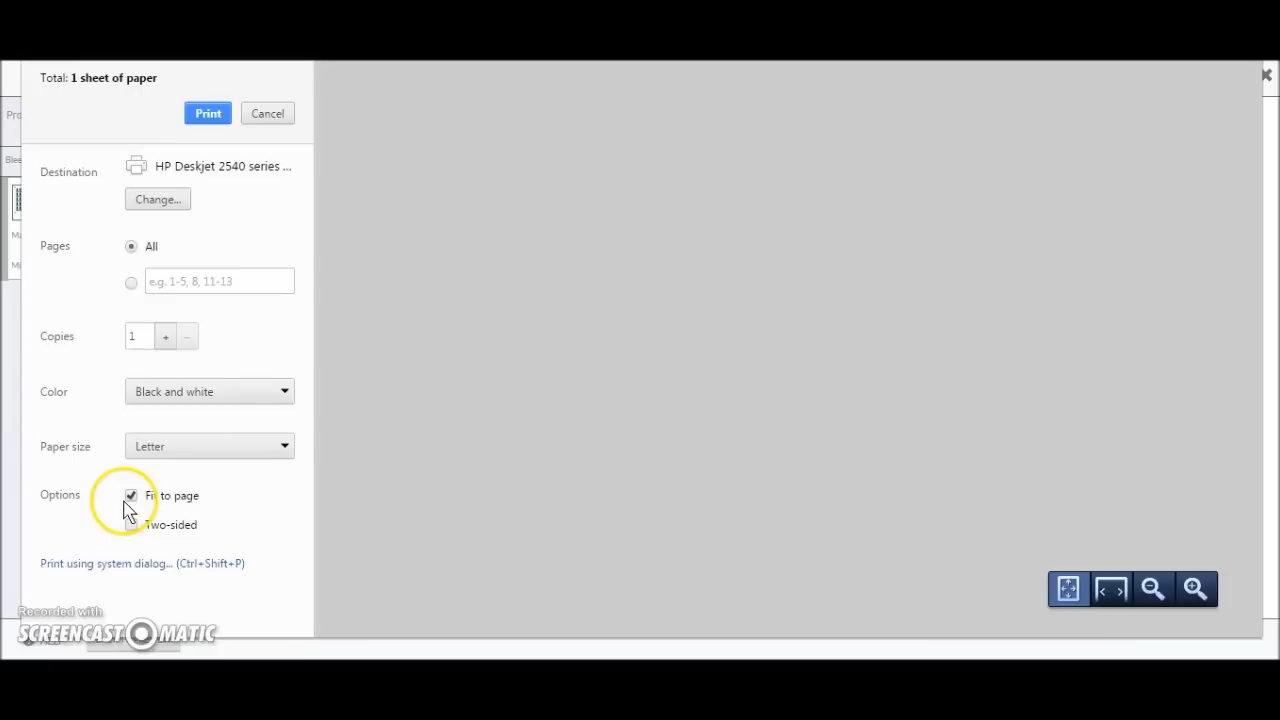 Total: 1 sheet of paper
Print Cancel
Destination HP Deskjet 2540 series ...
Change...
Pages All
e.g. 1-5, 8, 11-13
Copies 1 + -
Color Black and white
Paper size Letter
Options Fit to page
Two-sided
Print using system dialog... (Ctrl+Shift+P)
Recorded with
SCREENCAST-O-MATIC